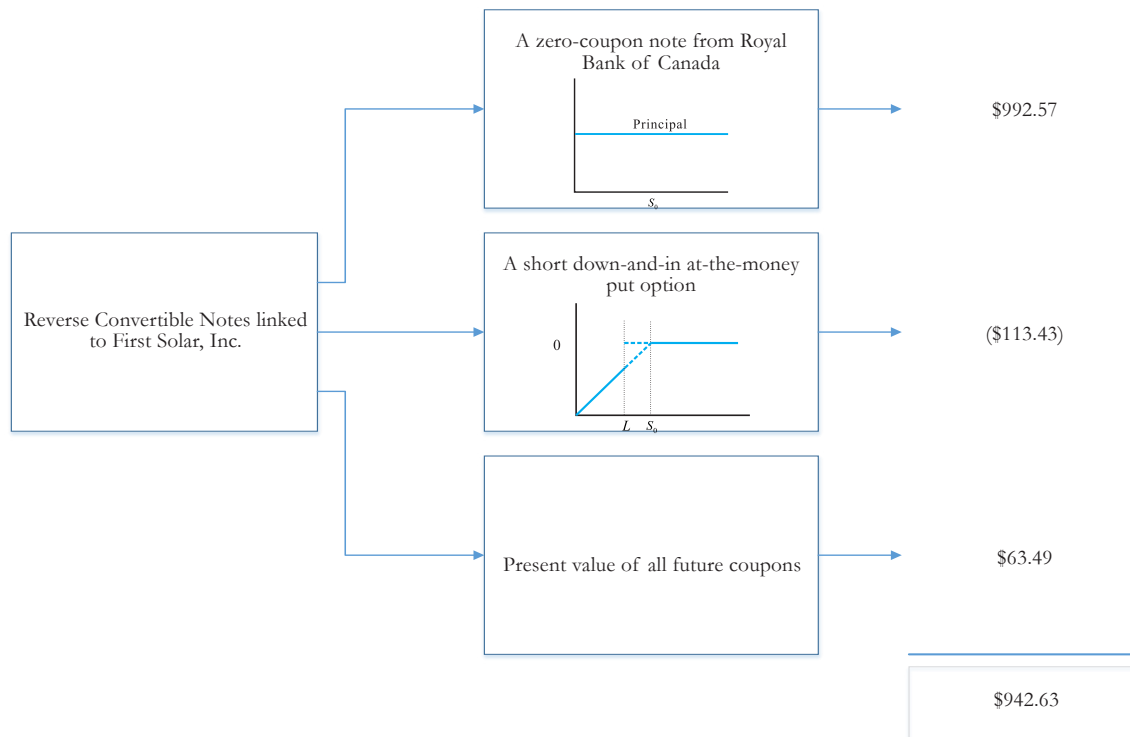 A zero-coupon note from Royal
Bank of Canada
Principal
S₀
$992.57
Reverse Convertible Notes linked
to First Solar, Inc.
A short down-and-in at-the-money
put option
0
L S₀
($113.43)
Present value of all future coupons
$63.49
$942.63